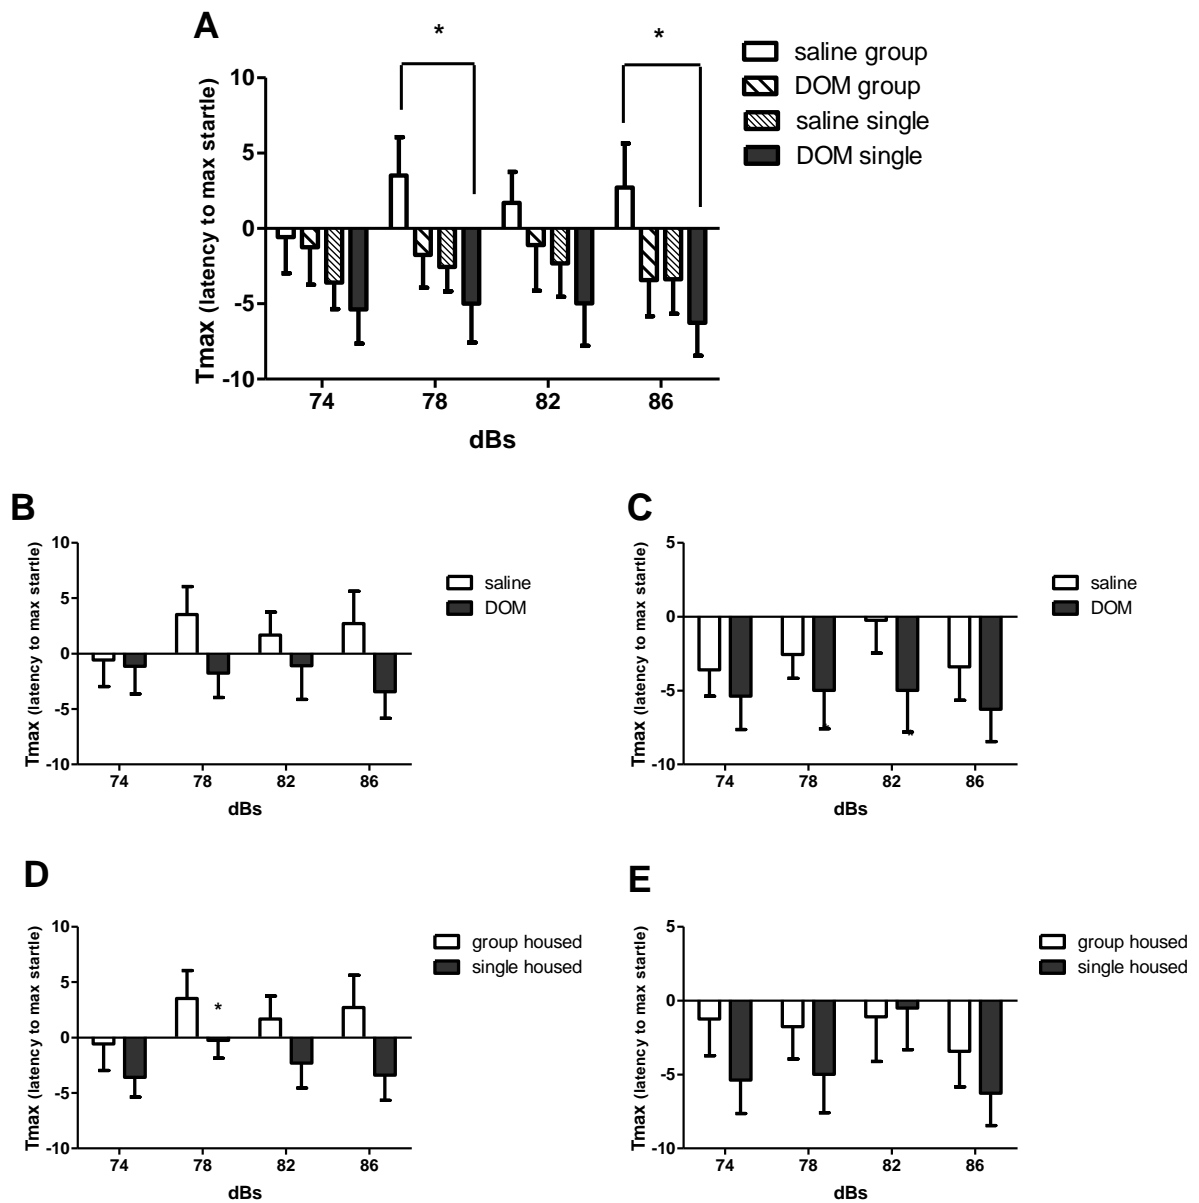 A
*
*
saline group
DOM group
saline single
DOM single
Tmax (latency to max startle)
10
5
0
-5
-10
74 78 82 86
dBs
B
Tmax (latency to max startle)
10
5
0
-5
-10
saline
DOM
74 78 82 86
dBs
C
Tmax (latency to max startle)
5
0
-5
-10
saline
DOM
*
*
74 78 82 86
dBs
D
Tmax (latency to max startle)
10
5
0
-5
-10
group housed
single housed
*
74 78 82 86
dBs
E
Tmax (latency to max startle)
5
0
-5
-10
group housed
single housed
74 78 82 86
dBs